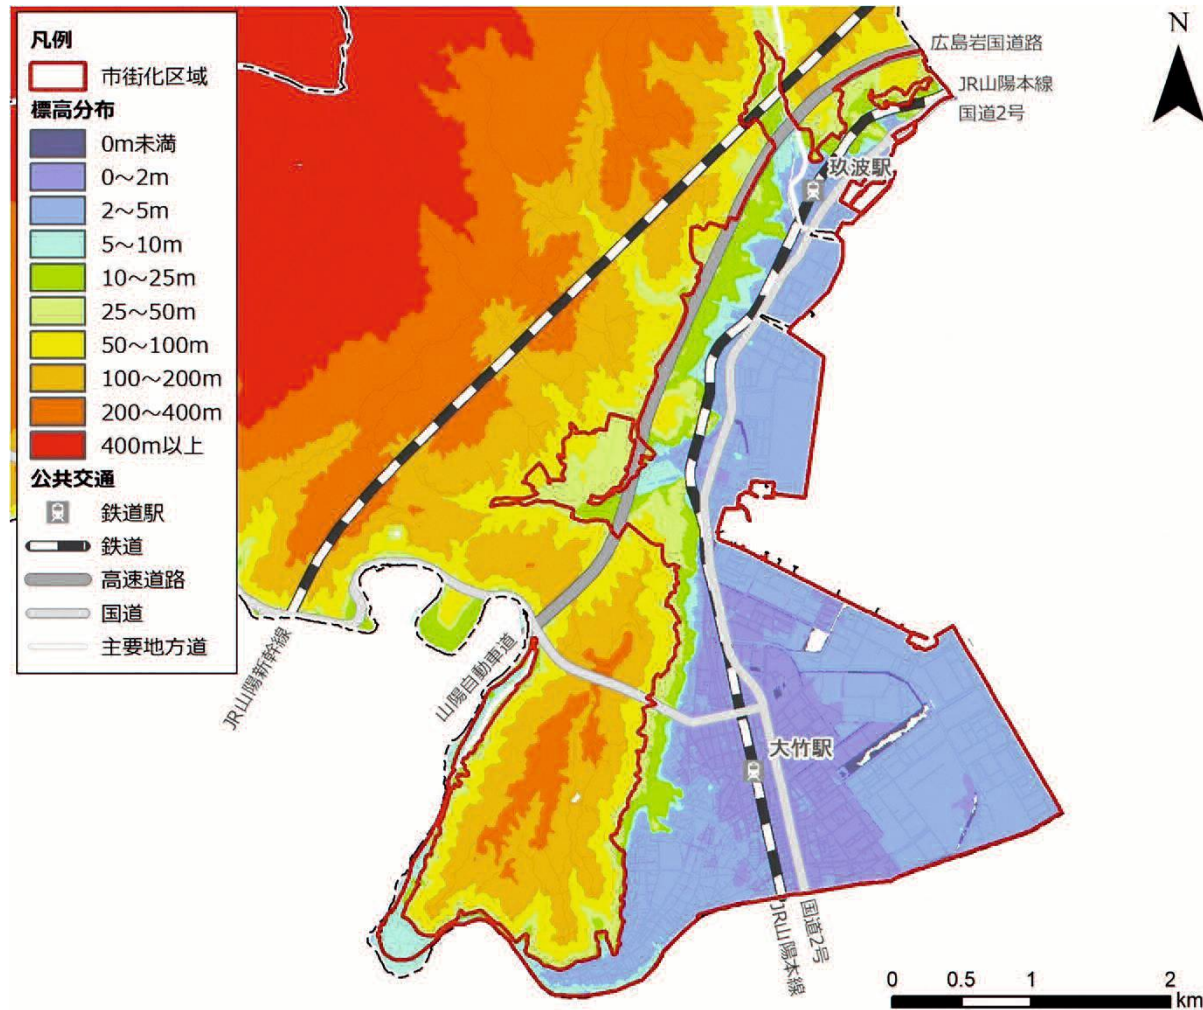 凡例
市街化区域
標高分布
0m未満
0～2m
2～5m
5～10m
10～25m
25～50m
50～100m
100～200m
200～400m
400m以上
公共交通
鉄道駅
鉄道
高速道路
国道
主要地方道
N
広島岩国道路
JR山陽本線
国道2号
玖波駅
JR山陽新幹線
山陽自動車道
大竹駅
国道2号
JR山陽本線
0 0.5 1 2
km